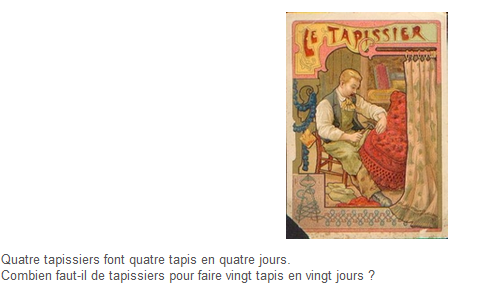 LE TAPISSIER
Quatre tapissiers font quatre tapis en quatre jours.
Combien faut-il de tapissiers pour faire vingt tapis en vingt jours ?